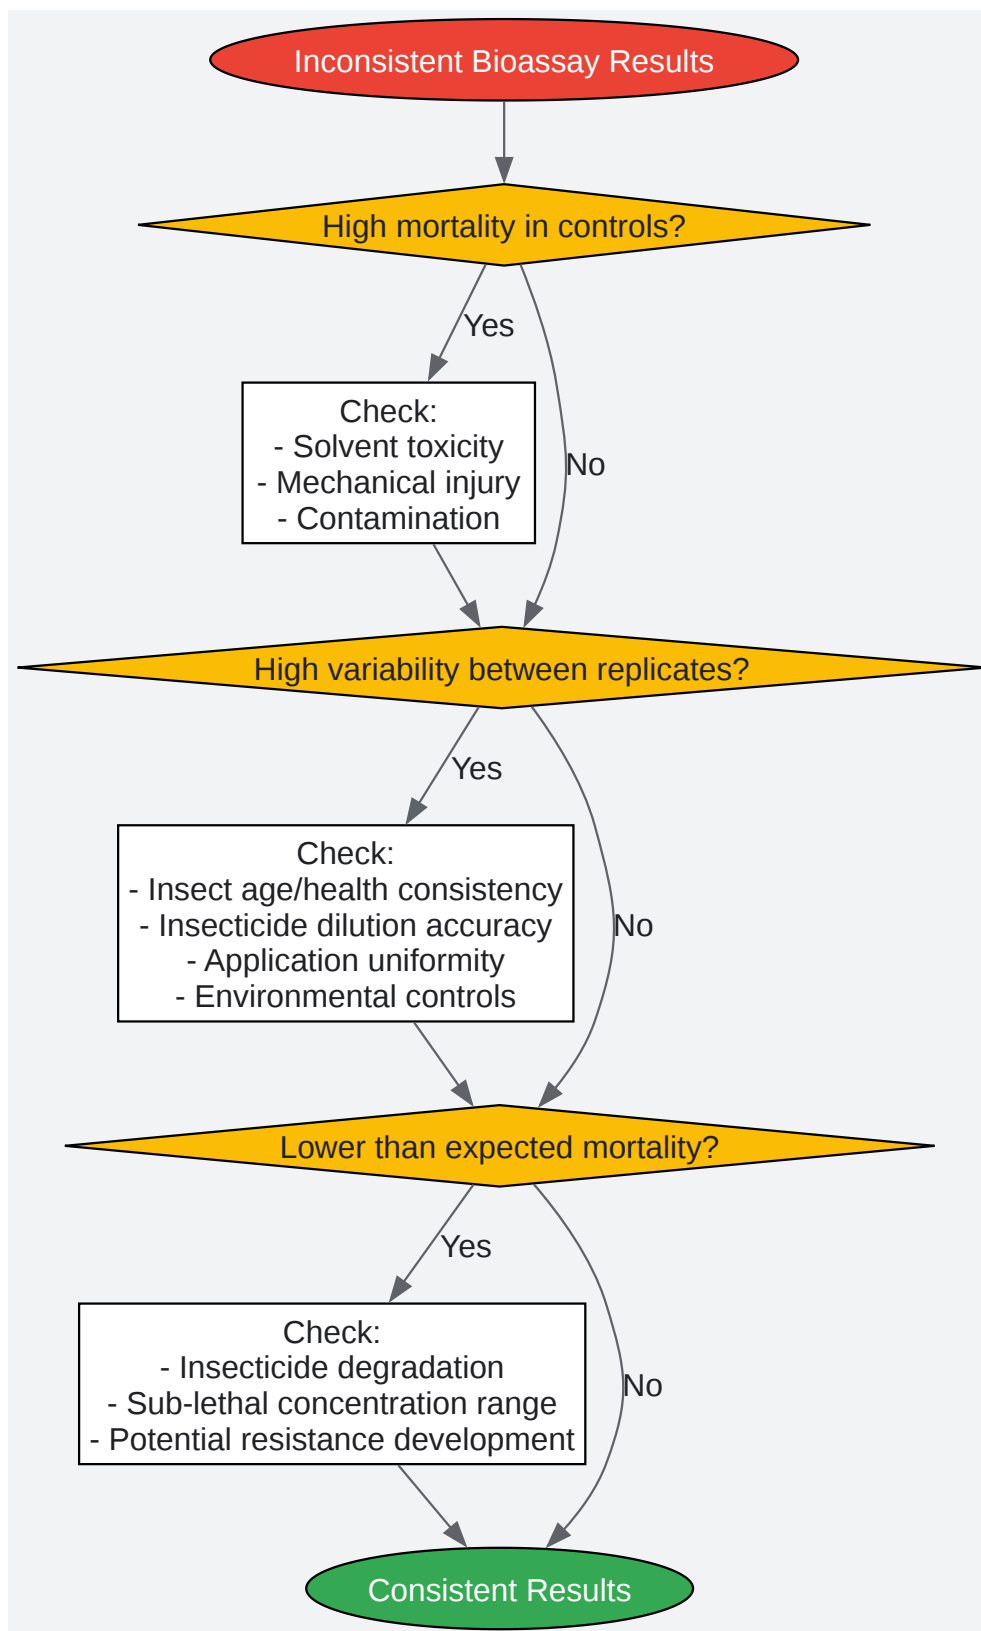 Inconsistent Bioassay Results
High mortality in controls?
Yes
Check:
- Solvent toxicity
- Mechanical injury
- Contamination
No
High variability between replicates?
Yes
Check:
- Insect age/health consistency
- Insecticide dilution accuracy
- Application uniformity
- Environmental controls
No
Lower than expected mortality?
Yes
Check:
- Insecticide degradation
- Sub-lethal concentration range
- Potential resistance development
No
Consistent Results